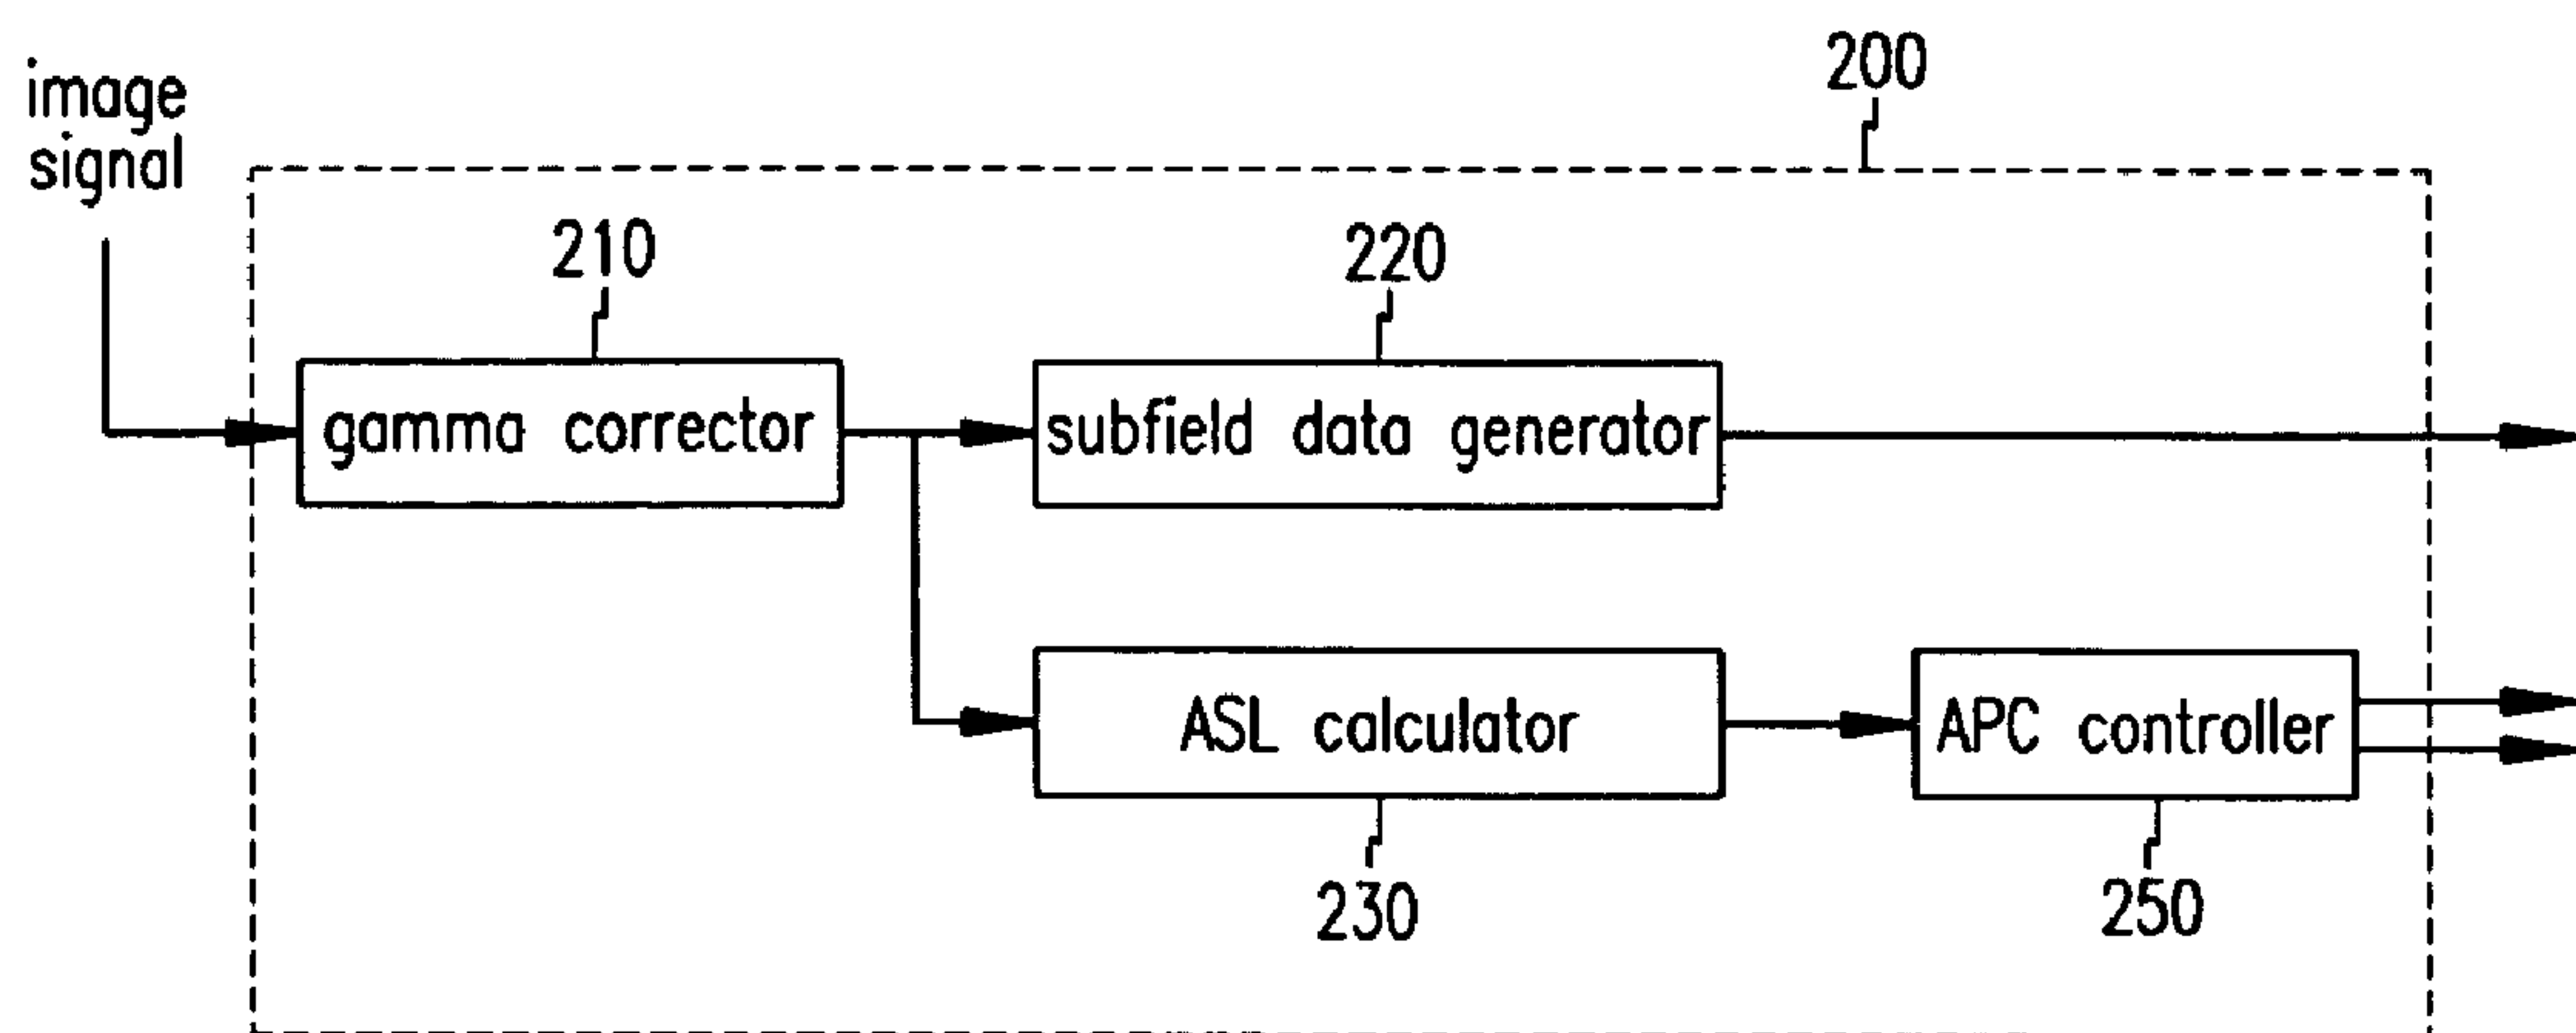 image
signal
200
210
220
gamma corrector
subfield data generator
ASL calculator
APC controller
230
250